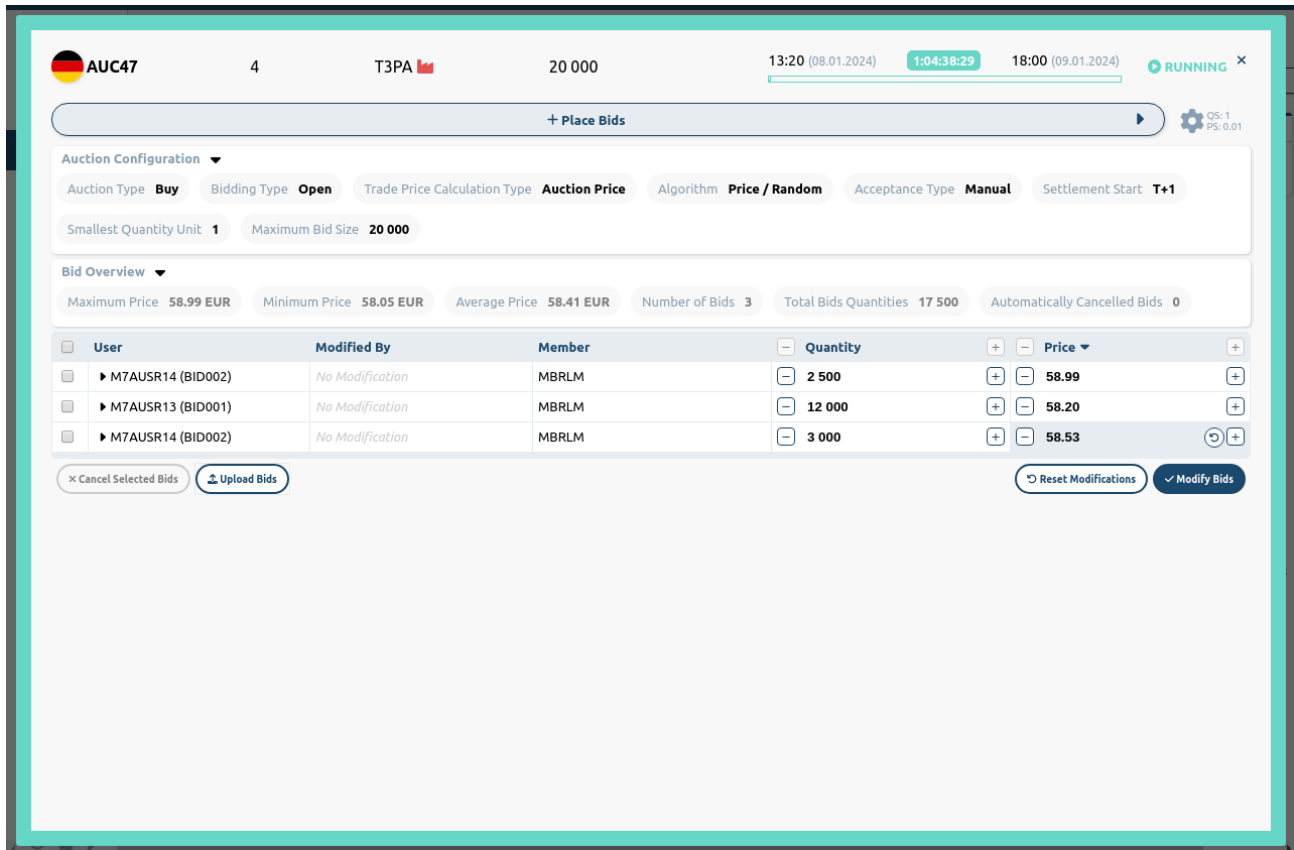 AUC47 4 T3PA 20 000 13:20 (08.01.2024) 1:04:38:29 18:00 (09.01.2024) RUNNING ×
+ Place Bids
QS: 1
PS: 0.01
Auction Configuration
Auction Type Buy Bidding Type Open Trade Price Calculation Type Auction Price Algorithm Price / Random Acceptance Type Manual Settlement Start T+1
Smallest Quantity Unit 1 Maximum Bid Size 20 000
Bid Overview
Maximum Price 58.99 EUR Minimum Price 58.05 EUR Average Price 58.41 EUR Number of Bids 3 Total Bids Quantities 17 500 Automatically Cancelled Bids 0
User Modified By Member − Quantity + − Price +
M7AUSR14 (BID002) No Modification MBRLM − 2 500 + − 58.99 +
M7AUSR13 (BID001) No Modification MBRLM − 12 000 + − 58.20 +
M7AUSR14 (BID002) No Modification MBRLM − 3 000 + − 58.53 +
× Cancel Selected Bids Upload Bids Reset Modifications Modify Bids